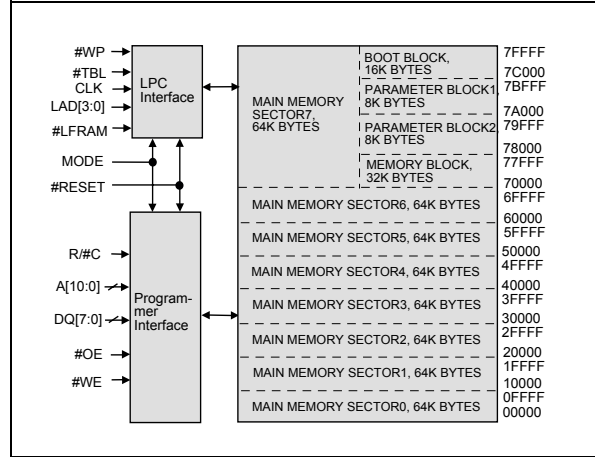 #WP
#TBL
CLK
LAD[3:0]
#LFRAM
MODE
#RESET
R/#C
A[10:0]
DQ[7:0]
#OE
#WE
LPC
Interface
Program-
mer
Interface
MAIN MEMORY
SECTOR7,
64K BYTES
BOOT BLOCK,
16K BYTES
PARAMETER BLOCK1,
8K BYTES
PARAMETER BLOCK2,
8K BYTES
MEMORY BLOCK,
32K BYTES
MAIN MEMORY SECTOR6, 64K BYTES
MAIN MEMORY SECTOR5, 64K BYTES
MAIN MEMORY SECTOR4, 64K BYTES
MAIN MEMORY SECTOR3, 64K BYTES
MAIN MEMORY SECTOR2, 64K BYTES
MAIN MEMORY SECTOR1, 64K BYTES
MAIN MEMORY SECTOR0, 64K BYTES
7FFFF
7C000
7BFFF
7A000
79FFF
78000
77FFF
70000
6FFFF
60000
5FFFF
50000
4FFFF
40000
3FFFF
30000
2FFFF
20000
1FFFF
10000
0FFFF
00000